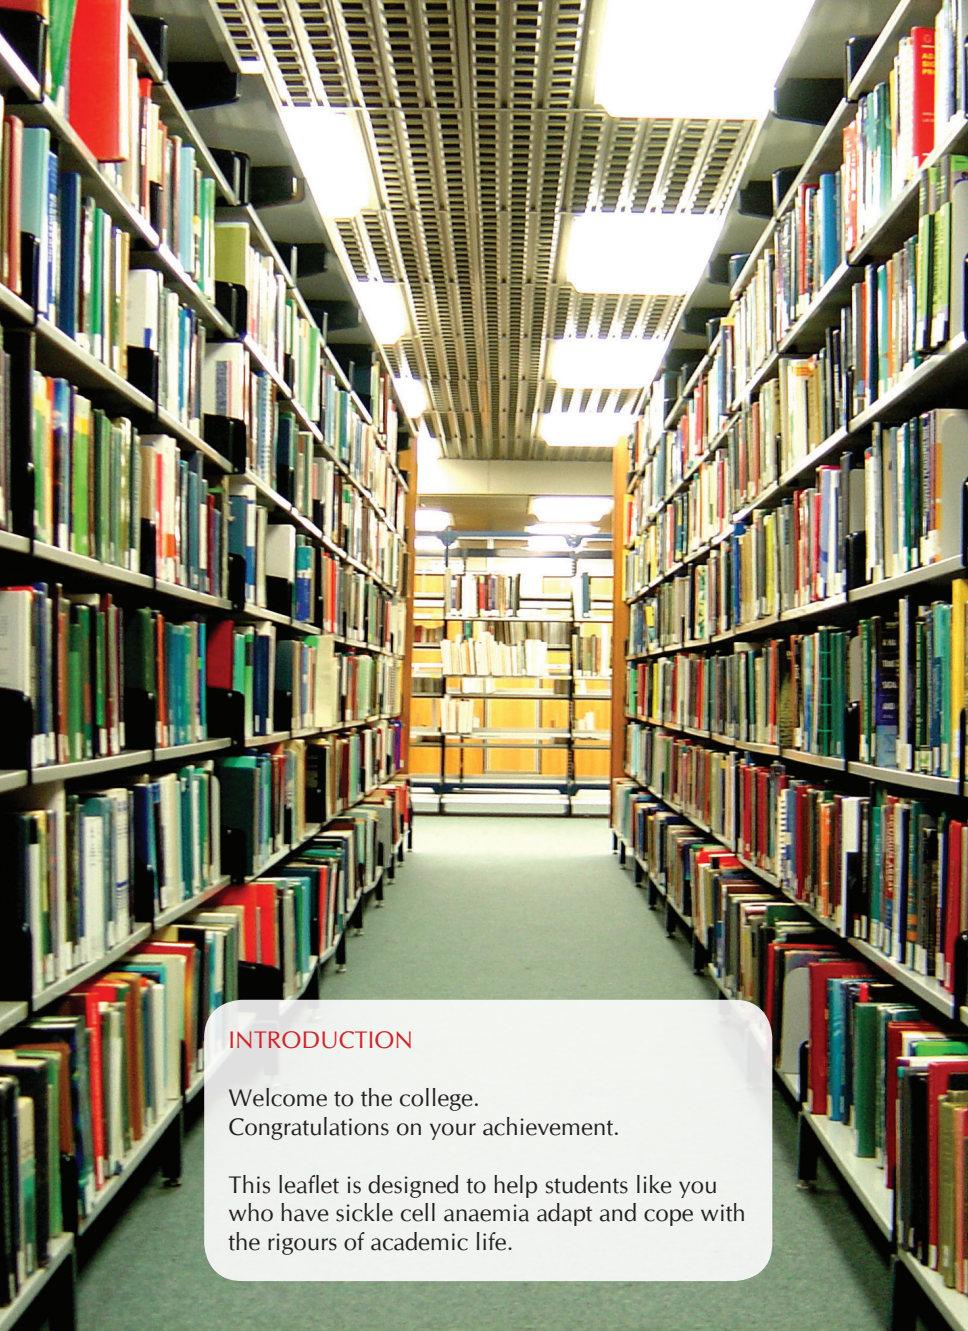 INTRODUCTION
Welcome to the college.
Congratulations on your achievement.
This leaflet is designed to help students like you
who have sickle cell anaemia adapt and cope with
the rigours of academic life.